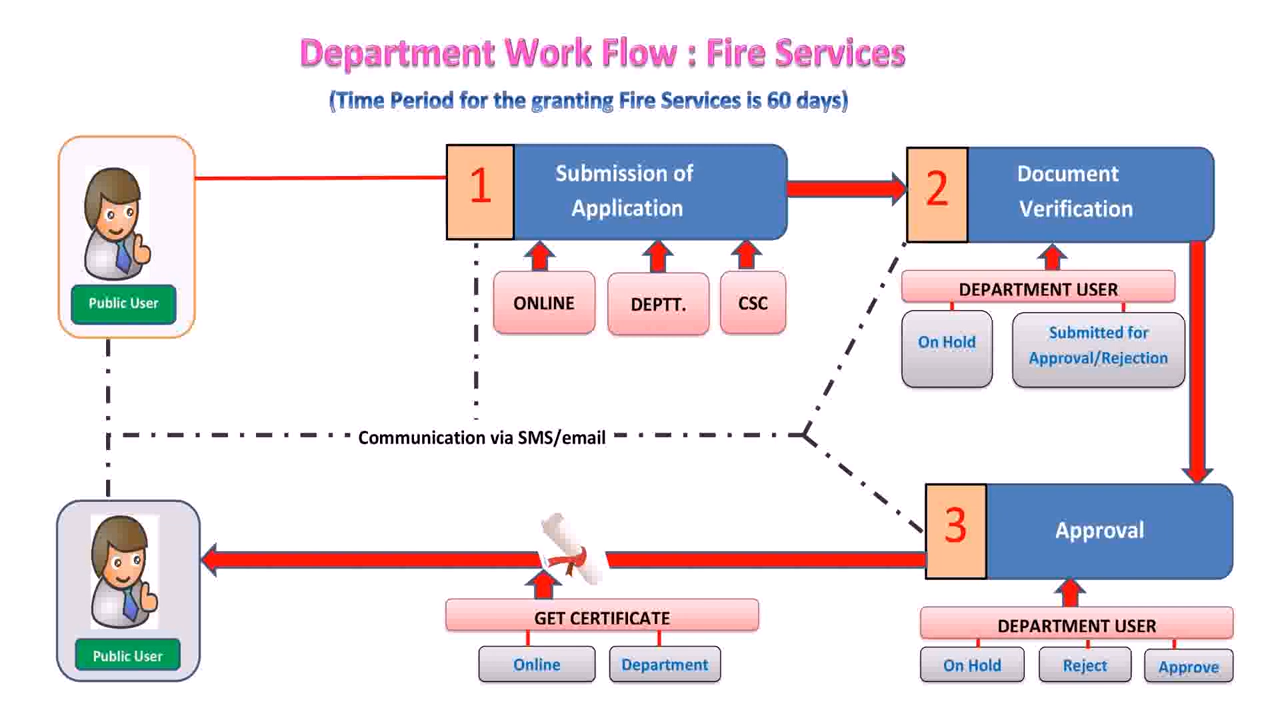 Department Work Flow : Fire Services
(Time Period for the granting Fire Services is 60 days)
Public User
1
Submission of
Application
ONLINE
DEPTT.
CSC
2
Document
Verification
DEPARTMENT USER
On Hold
Submitted for
Approval/Rejection
Communication via SMS/email
3
Approval
DEPARTMENT USER
On Hold
Reject
Approve
GET CERTIFICATE
Online
Department
Public User